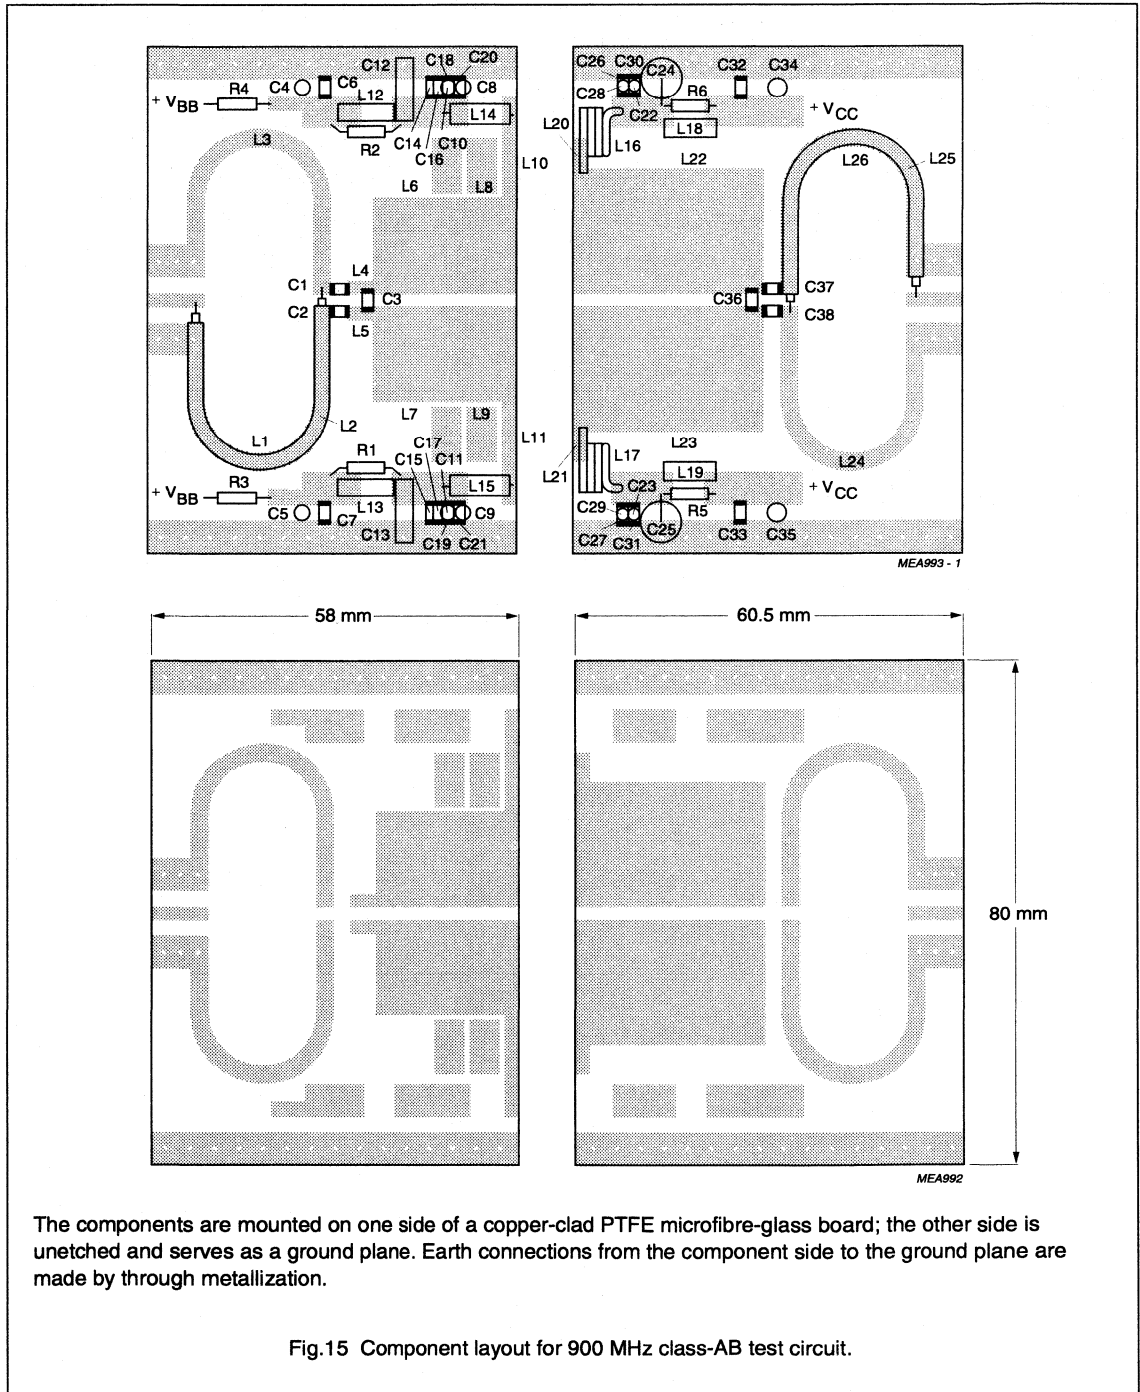 C12 C18 C20
C4 C6 C8
R4 L12
+ VBB
L14
L3
R2 C14 C10
C16
L10
L6 L8
C1 L4
C3
C2 L5
L7 L9
L2
L1
L11
C17
R1 C15 C11
+ VBB R3
L15
L13
C5 C7 C9
C13 C19 C21
C26 C30 C24 C32 C34
C28 R6
C22
+ VCC
L20 L16 L18
L22 L26 L25
C36 C37
C38
L23 L24
L21 L17 L19
+ VCC
C23 R5
C29 C25 C33 C35
C27 C31
MEA993 - 1
58 mm 60.5 mm
80 mm
MEA992
The components are mounted on one side of a copper-clad PTFE microfibre-glass board; the other side is
unetched and serves as a ground plane. Earth connections from the component side to the ground plane are
made by through metallization.
Fig.15 Component layout for 900 MHz class-AB test circuit.